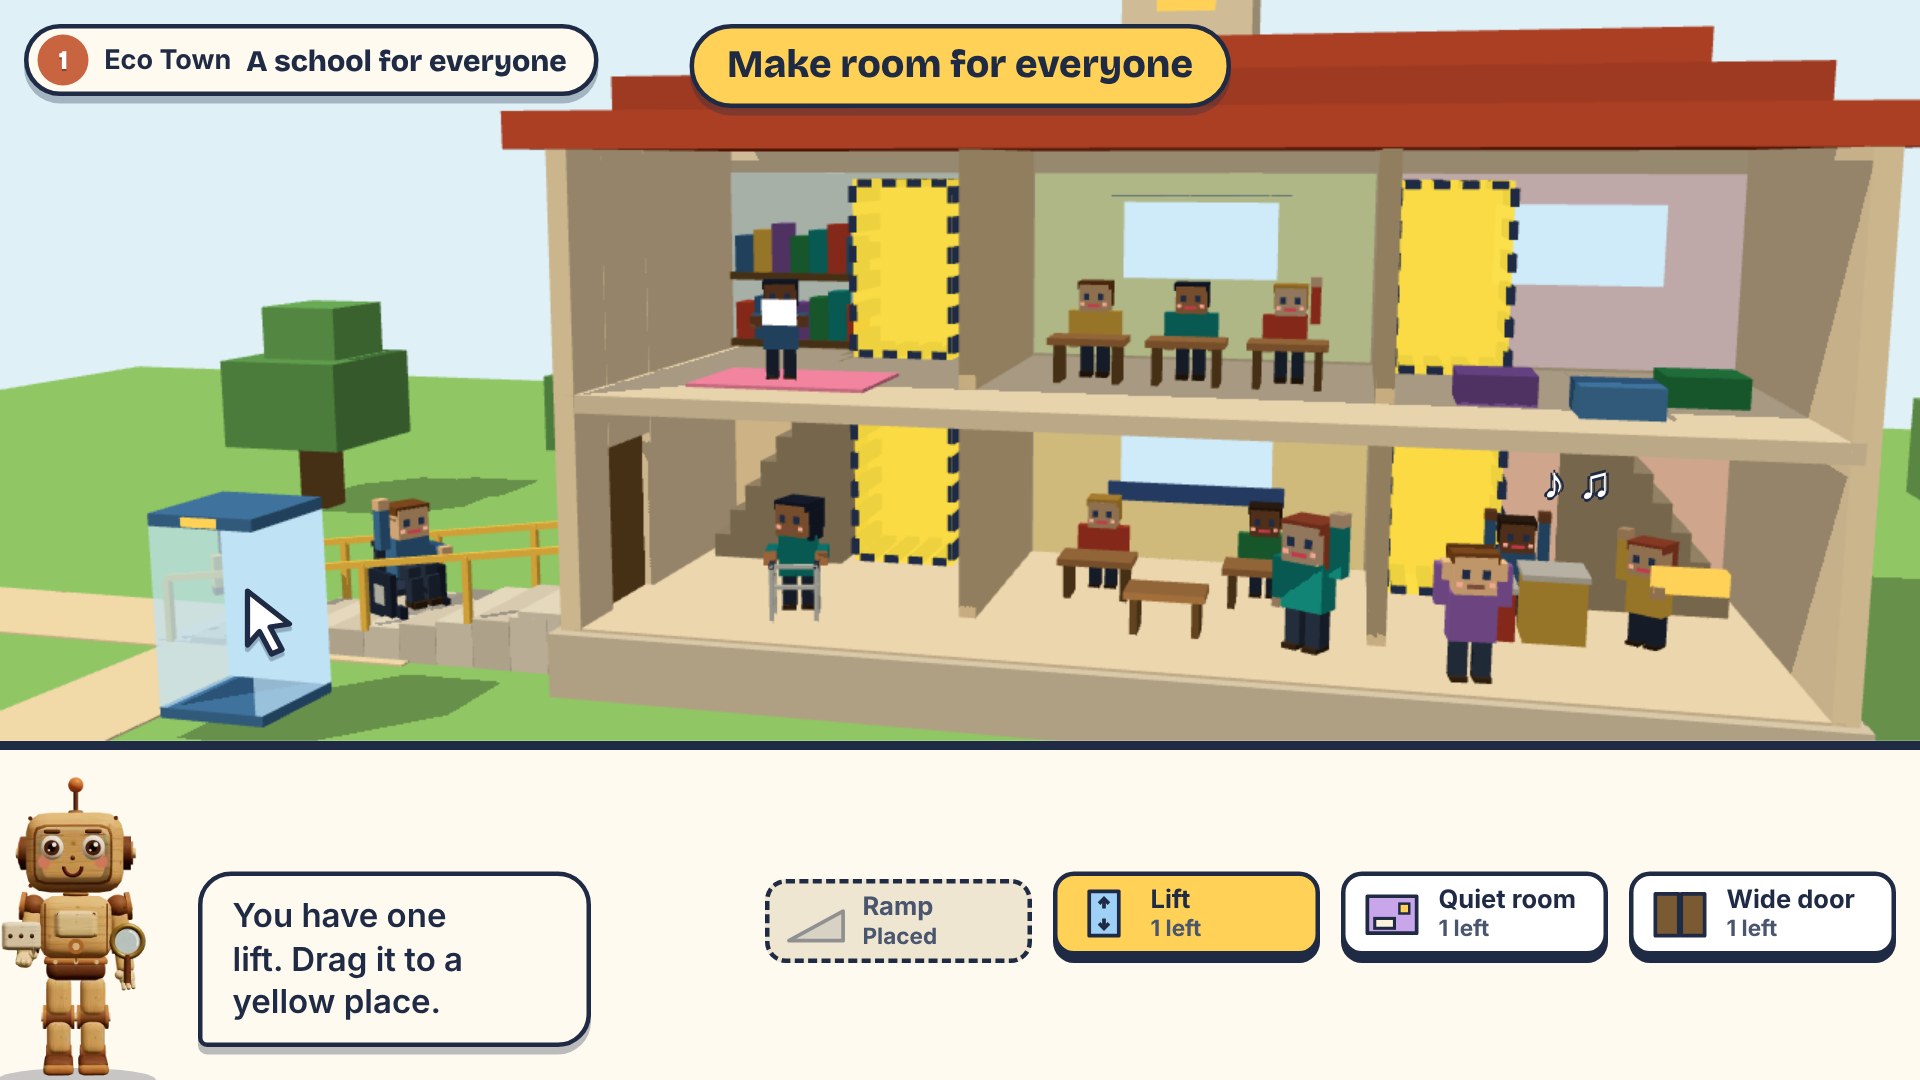 1 Eco Town A school for everyone
Make room for everyone
You have one
lift. Drag it to a
yellow place.
Ramp
Placed
Lift
1 left
Quiet room
1 left
Wide door
1 left